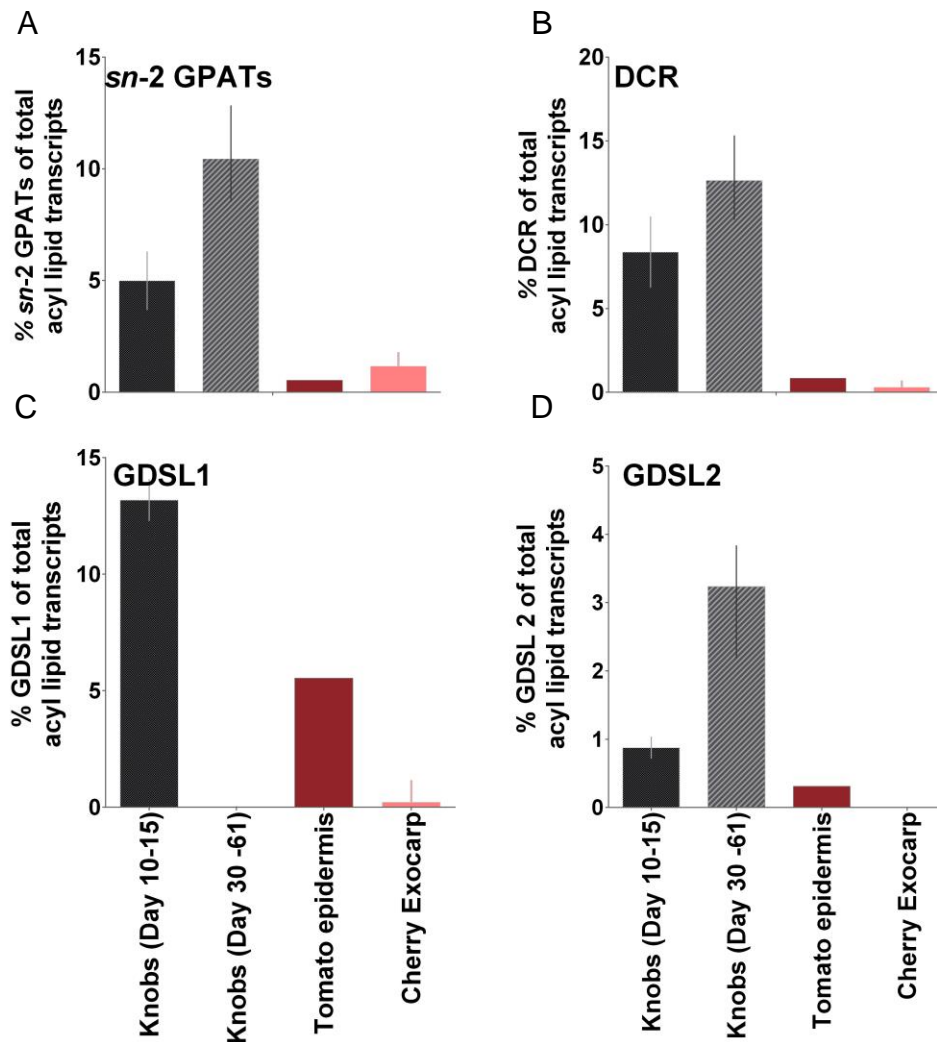 A
sn-2 GPATs
% sn-2 GPATs of total
acyl lipid transcripts
15
10
5
0
B
DCR
% DCR of total
acyl lipid transcripts
20
15
10
5
0
C
GDSL1
% GDSL1 of total
acyl lipid transcripts
15
10
5
0
Knobs (Day 10-15)
Knobs (Day 30 -61)
Tomato epidermis
Cherry Exocarp
D
GDSL2
% GDSL 2 of total
acyl lipid transcripts
5
4
3
2
1
0
Knobs (Day 10-15)
Knobs (Day 30 -61)
Tomato epidermis
Cherry Exocarp